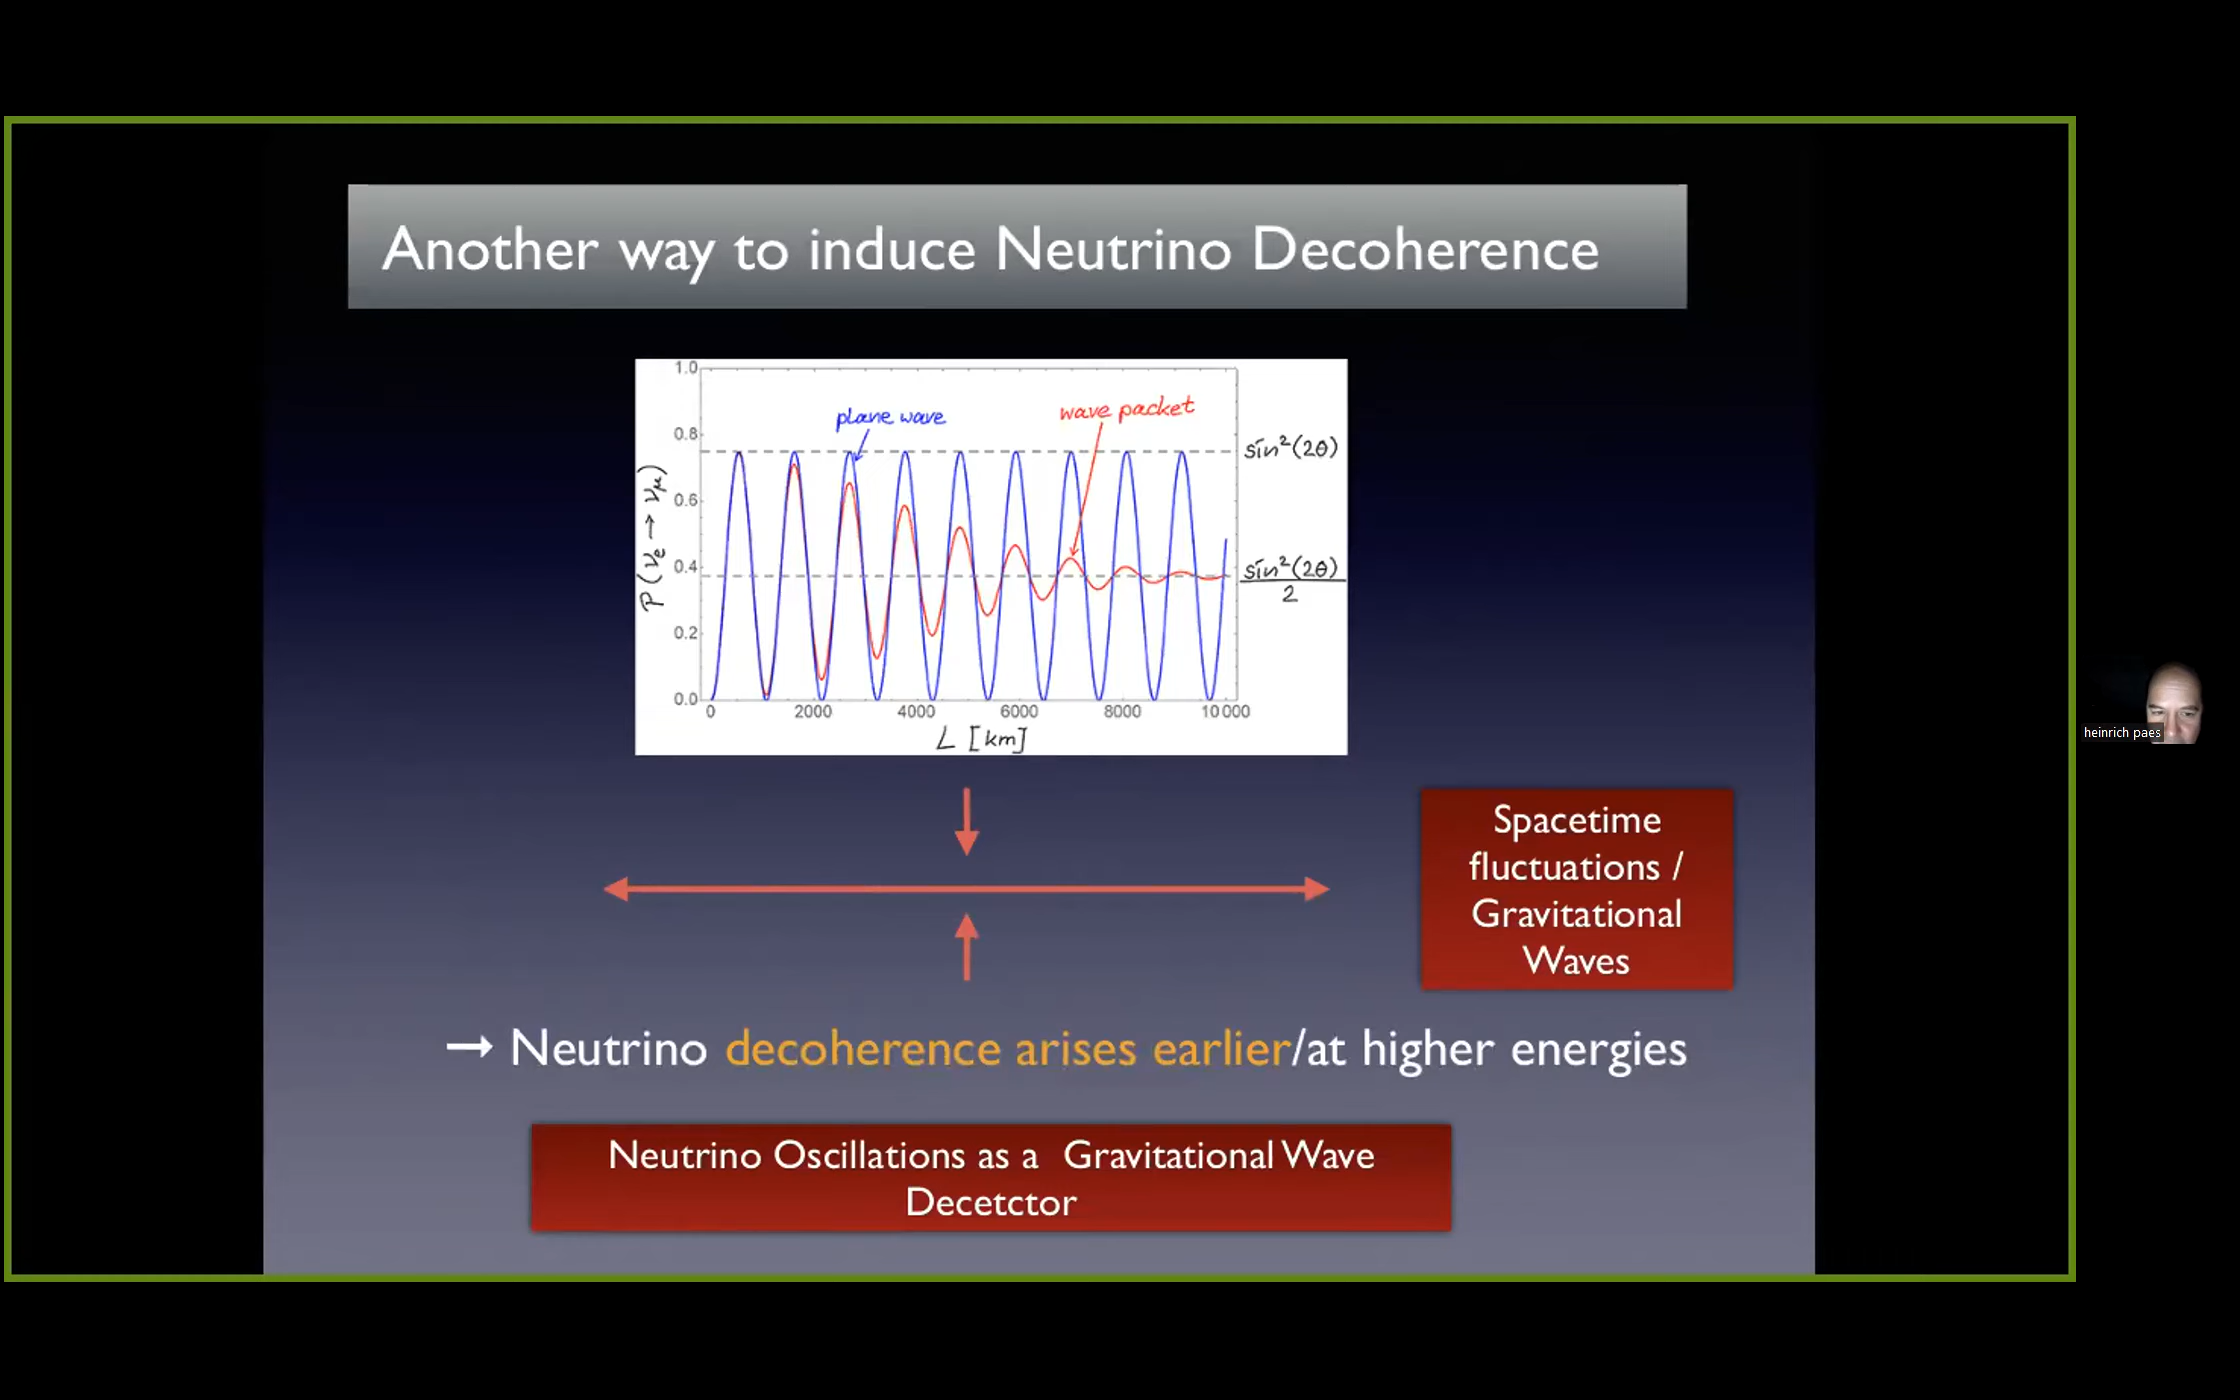 Another way to induce Neutrino Decoherence
1.0
0.8
0.6
0.4
0.2
0.0
P(νe → νμ)
plane wave
wave packet
sin²(2θ)
sin²(2θ)
2
0 2000 4000 6000 8000 10000
L [km]
Spacetime
fluctuations /
Gravitational
Waves
→ Neutrino decoherence arises earlier/at higher energies
Neutrino Oscillations as a Gravitational Wave
Decetctor
heinrich paes